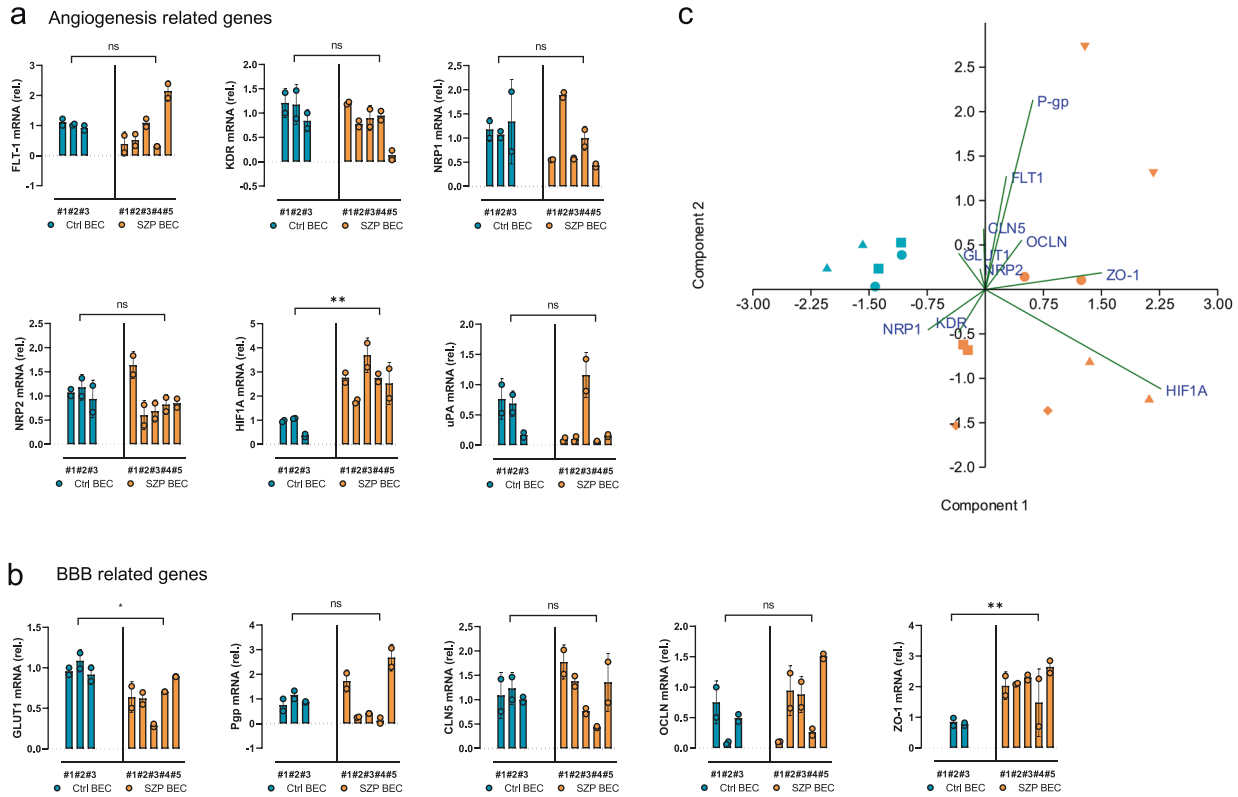 a Angiogenesis related genes
ns
FLT-1 mRNA (rel.)
3
2
1
0
-1
#1#2#3 #1#2#3#4#5
Ctrl BEC SZP BEC
ns
KDR mRNA (rel.)
2.0
1.5
1.0
0.5
0.0
-0.5
#1#2#3 #1#2#3#4#5
Ctrl BEC SZP BEC
ns
NRP1 mRNA (rel.)
2.5
2.0
1.5
1.0
0.5
0.0
#1#2#3 #1#2#3#4#5
Ctrl BEC SZP BEC
ns
NRP2 mRNA (rel.)
2.5
2.0
1.5
1.0
0.5
0.0
#1#2#3 #1#2#3#4#5
Ctrl BEC SZP BEC
**
HIF1A mRNA (rel.)
5
4
3
2
1
0
#1#2#3 #1#2#3#4#5
Ctrl BEC SZP BEC
ns
uPA mRNA (rel.)
2.0
1.5
1.0
0.5
0.0
#1#2#3 #1#2#3#4#5
Ctrl BEC SZP BEC
b BBB related genes
*
GLUT1 mRNA (rel.)
1.5
1.0
0.5
0.0
#1#2#3 #1#2#3#4#5
Ctrl BEC SZP BEC
ns
Pgp mRNA (rel.)
4
3
2
1
0
-1
#1#2#3 #1#2#3#4#5
Ctrl BEC SZP BEC
ns
CLN5 mRNA (rel.)
2.5
2.0
1.5
1.0
0.5
0.0
#1#2#3 #1#2#3#4#5
Ctrl BEC SZP BEC
ns
OCLN mRNA (rel.)
2.0
1.5
1.0
0.5
0.0
#1#2#3 #1#2#3#4#5
Ctrl BEC SZP BEC
**
ZO-1 mRNA (rel.)
4
3
2
1
0
#1#2#3 #1#2#3#4#5
Ctrl BEC SZP BEC
c
Component 2
2.5
2.0
1.5
1.0
0.5
-0.5
-1.0
-1.5
-2.0
-3.00 -2.25 -1.50 -0.75 0.75 1.50 2.25 3.00
P-gp
FLT1
CLN5
OCLN
GLUT1
NRP2
ZO-1
NRP1
KDR
HIF1A
Component 1